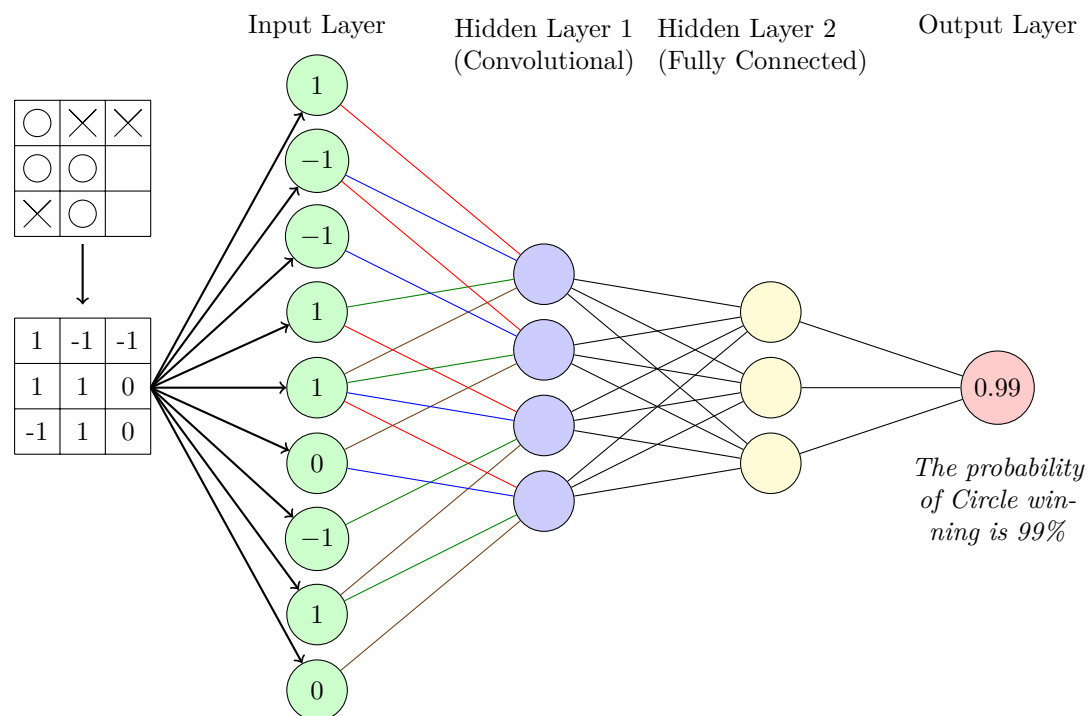 Input Layer
Hidden Layer 1
(Convolutional)
Hidden Layer 2
(Fully Connected)
Output Layer
1 -1 -1
1 1 0
-1 1 0
1
−1
−1
1
1
0
−1
1
0
0.99
The probability
of Circle win-
ning is 99%